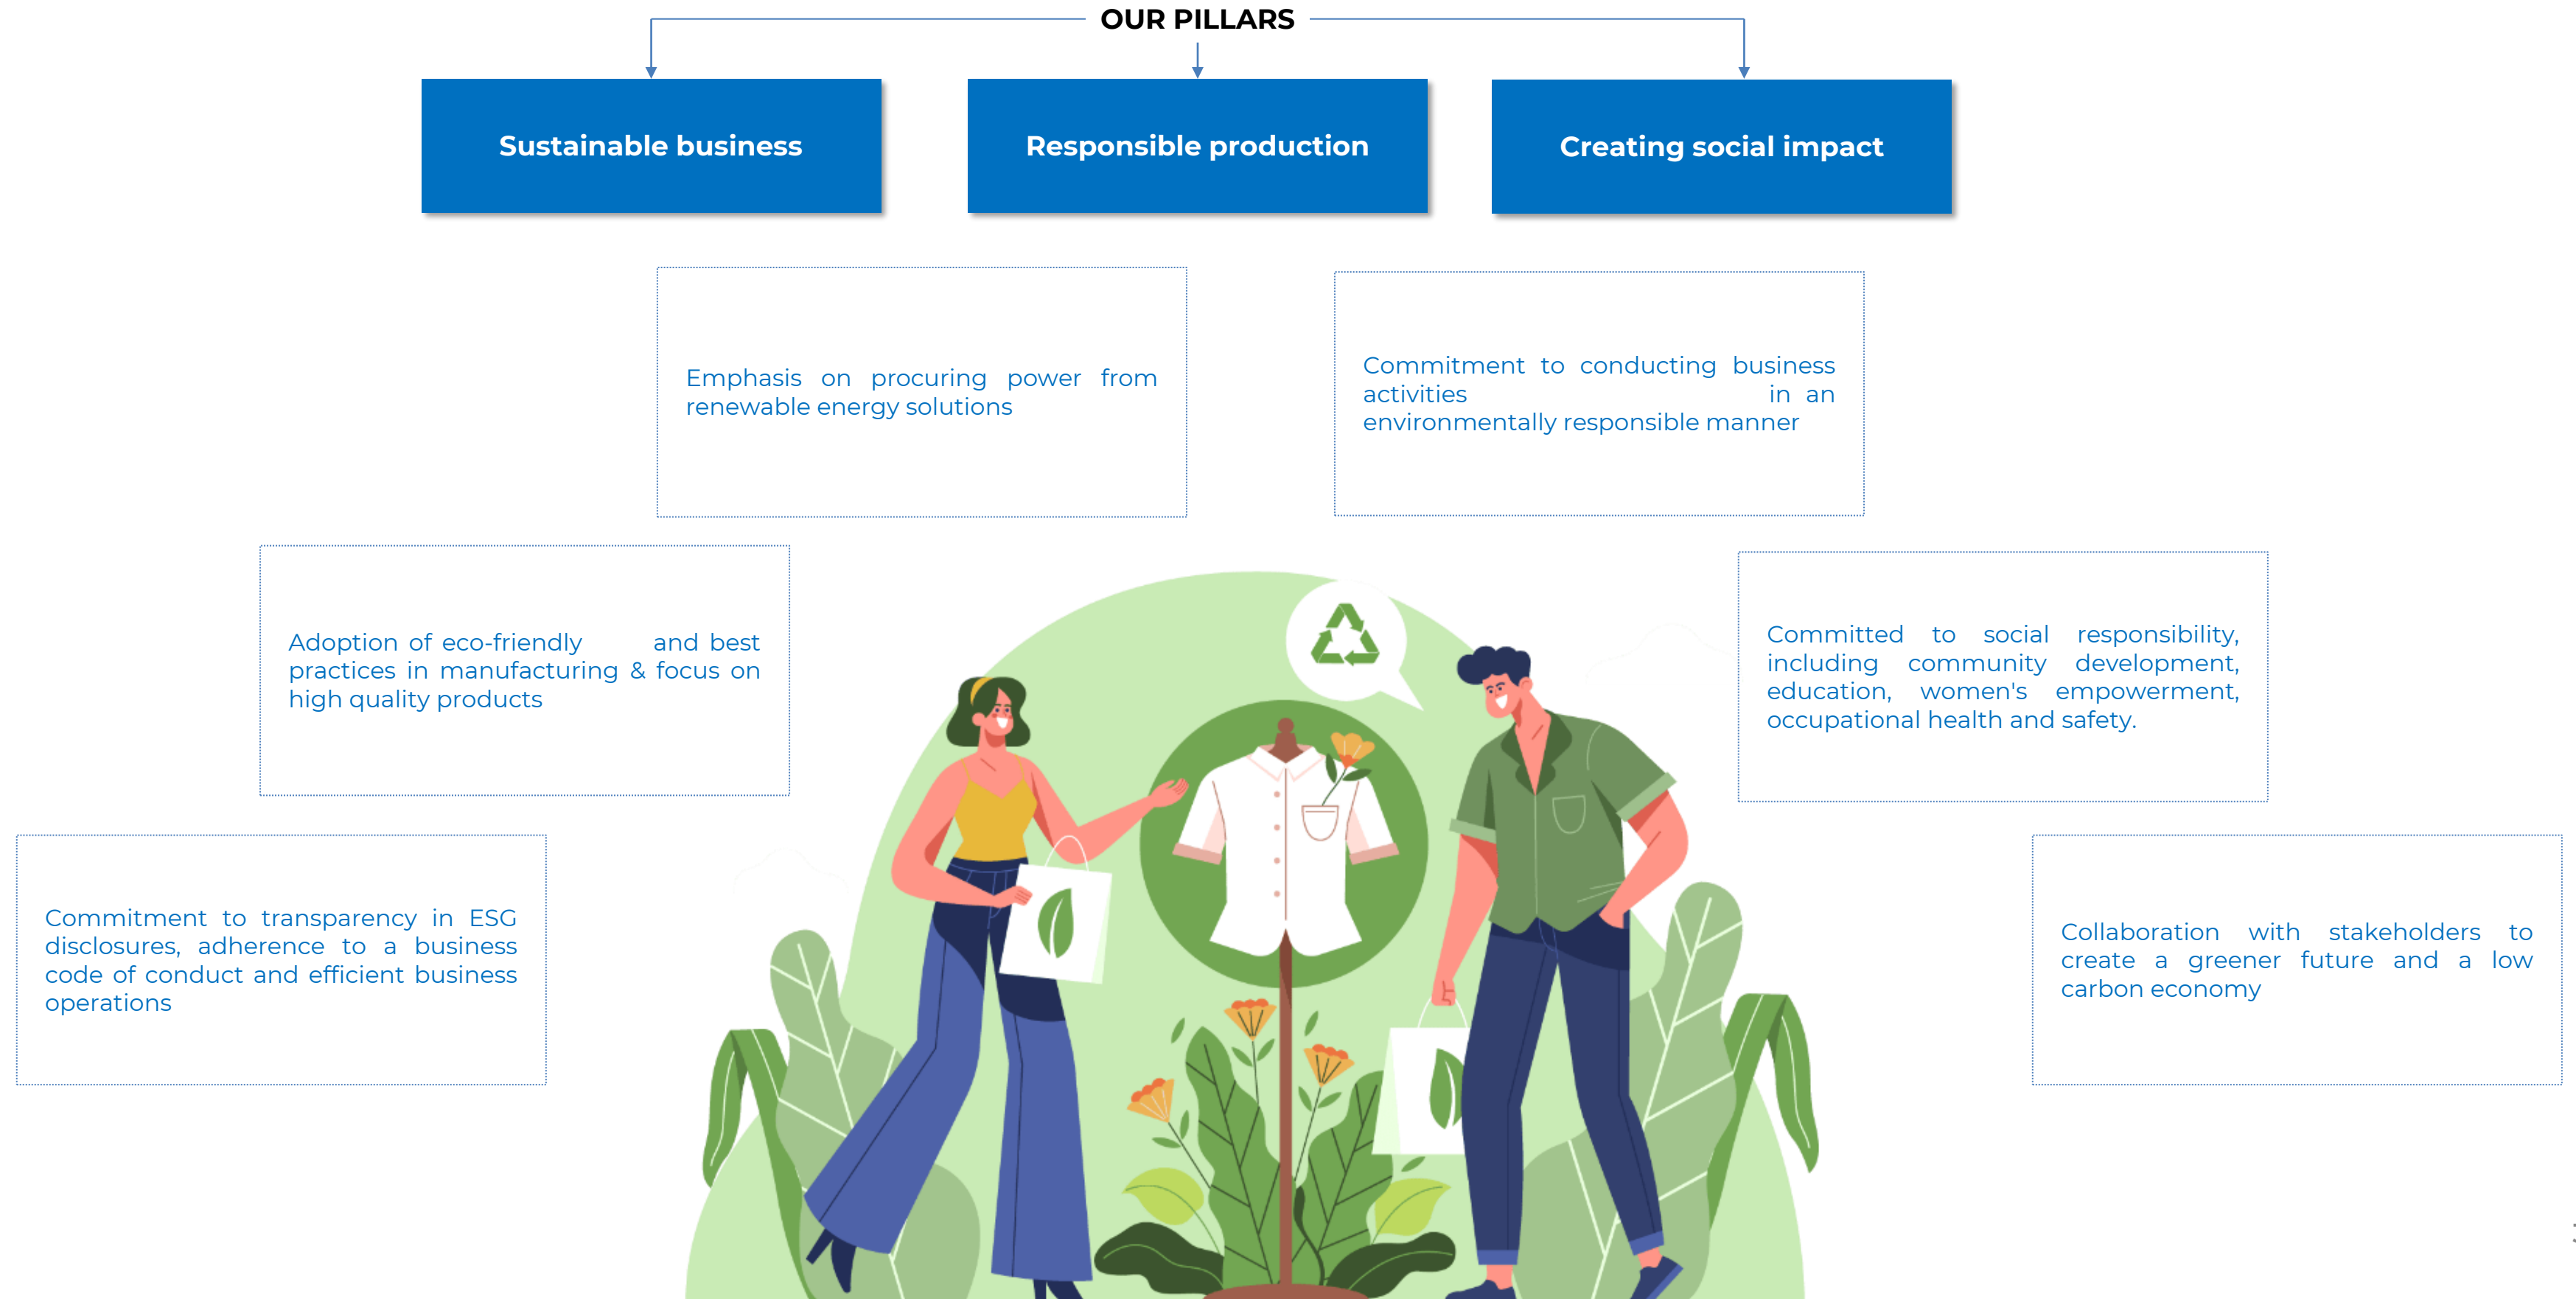 OUR PILLARS
Sustainable business
Responsible production
Creating social impact
Emphasis on procuring power from
renewable energy solutions
Commitment to conducting business
activities in an
environmentally responsible manner
Adoption of eco-friendly and best
practices in manufacturing & focus on
high quality products
Committed to social responsibility,
including community development,
education, women's empowerment,
occupational health and safety.
Commitment to transparency in ESG
disclosures, adherence to a business
code of conduct and efficient business
operations
Collaboration with stakeholders to
create a greener future and a low
carbon economy